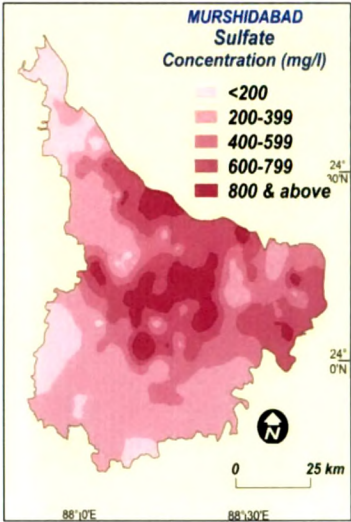 MURSHIDABAD
Sulfate
Concentration (mg/l)
<200
200-399
400-599
600-799
800 & above
24°
30'N
24°
0'N
N
0 25 km
88°0'E 88°30'E